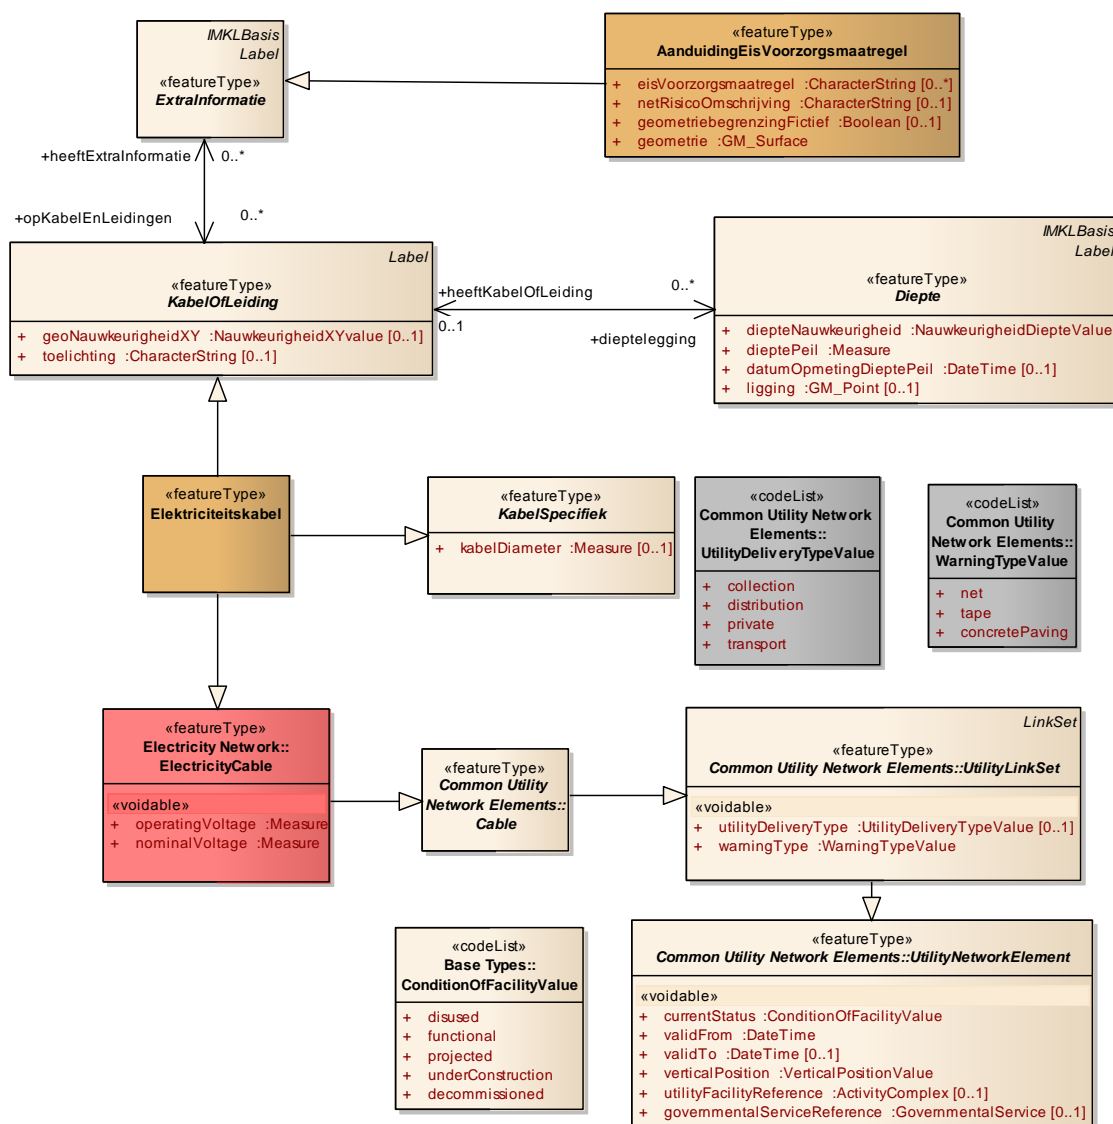 IMKLBasis
Label
«featureType»
ExtraInformatie
«featureType»
AanduidingEisVoorzorgsmaatregel
+ eisVoorzorgsmaatregel :CharacterString [0..*]
+ netRisicoOmschrijving :CharacterString [0..1]
+ geometriebegrenzingFictief :Boolean [0..1]
+ geometrie :GM_Surface
+heeftExtraInformatie 0..*
+opKabelEnLeidingen 0..*
Label
«featureType»
KabelOfLeiding
+ geoNauwkeurigheidXY :NauwkeurigheidXYvalue [0..1]
+ toelichting :CharacterString [0..1]
+heeftKabelOfLeiding 0..*
0..1
+dieptelegging
IMKLBasis
Label
«featureType»
Diepte
+ diepteNauwkeurigheid :NauwkeurigheidDiepteValue
+ dieptePeil :Measure
+ datumOpmetingDieptePeil :DateTime [0..1]
+ ligging :GM_Point [0..1]
«featureType»
Elektriciteitskabel
«featureType»
KabelSpecifiek
+ kabelDiameter :Measure [0..1]
«codeList»
Common Utility Network
Elements::
UtilityDeliveryTypeValue
+ collection
+ distribution
+ private
+ transport
«codeList»
Common Utility
Network Elements::
WarningTypeValue
+ net
+ tape
+ concretePaving
«featureType»
Electricity Network::
ElectricityCable
«voidable»
+ operatingVoltage :Measure
+ nominalVoltage :Measure
«featureType»
Common Utility
Network Elements::
Cable
LinkSet
«featureType»
Common Utility Network Elements::UtilityLinkSet
«voidable»
+ utilityDeliveryType :UtilityDeliveryTypeValue [0..1]
+ warningType :WarningTypeValue
«codeList»
Base Types::
ConditionOfFacilityValue
+ disused
+ functional
+ projected
+ underConstruction
+ decommissioned
«featureType»
Common Utility Network Elements::UtilityNetworkElement
«voidable»
+ currentStatus :ConditionOfFacilityValue
+ validFrom :DateTime
+ validTo :DateTime [0..1]
+ verticalPosition :VerticalPositionValue
+ utilityFacilityReference :ActivityComplex [0..1]
+ governmentalServiceReference :GovernmentalService [0..1]